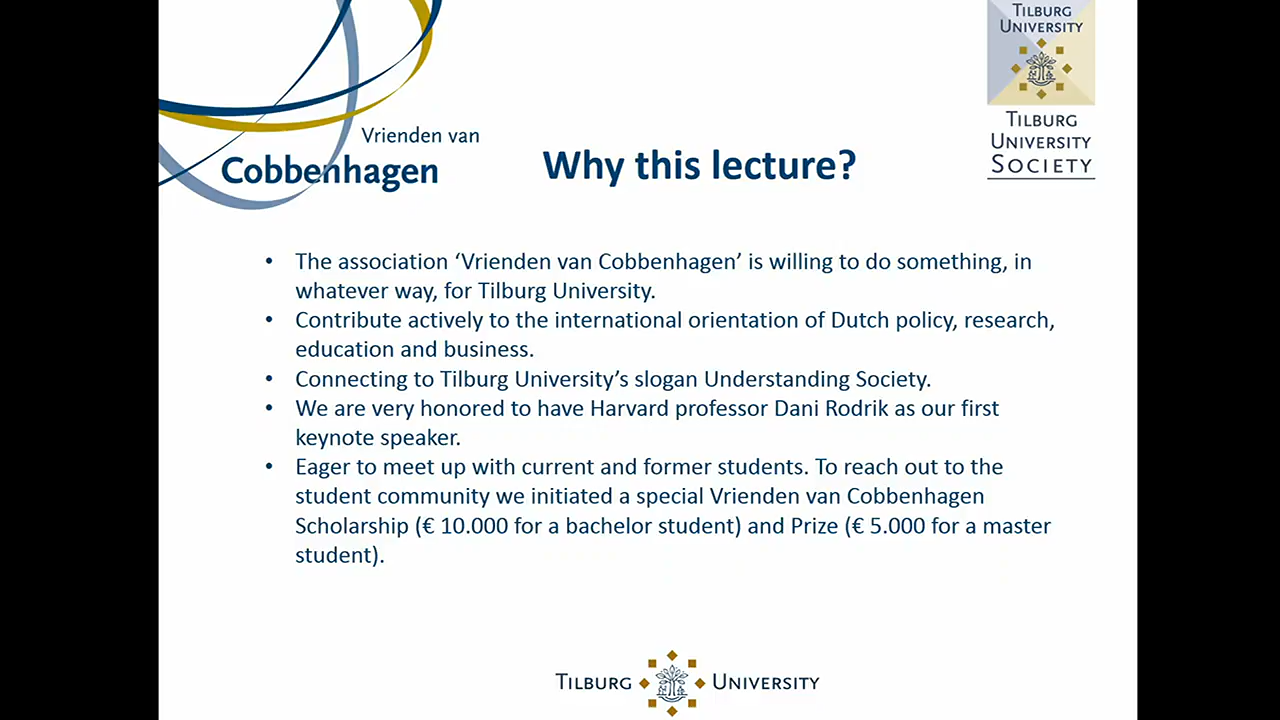 TILBURG
UNIVERSITY
TILBURG
UNIVERSITY
SOCIETY
Vrienden van
Cobbenhagen
Why this lecture?
• The association ‘Vrienden van Cobbenhagen’ is willing to do something, in
whatever way, for Tilburg University.
• Contribute actively to the international orientation of Dutch policy, research,
education and business.
• Connecting to Tilburg University’s slogan Understanding Society.
• We are very honored to have Harvard professor Dani Rodrik as our first
keynote speaker.
• Eager to meet up with current and former students. To reach out to the
student community we initiated a special Vrienden van Cobbenhagen
Scholarship (€ 10.000 for a bachelor student) and Prize (€ 5.000 for a master
student).
TILBURG UNIVERSITY